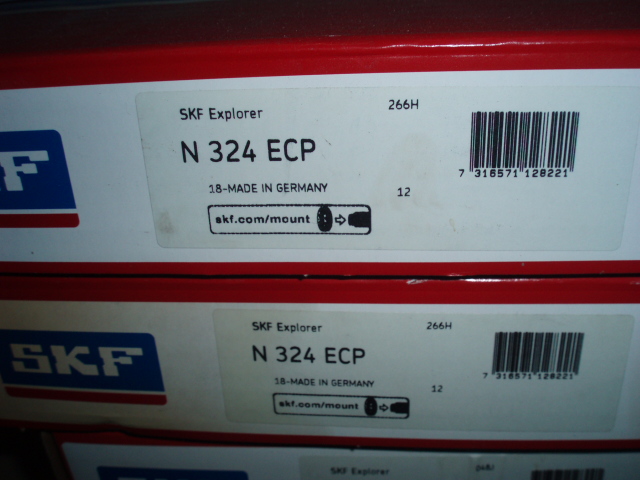 SKF
SKF Explorer 266H
N 324 ECP
7 316571 128221
18-MADE IN GERMANY 12
skf.com/mount
SKF
SKF Explorer 266H
N 324 ECP
7 316571 128221
18-MADE IN GERMANY 12
skf.com/mount
SKF
SKF Explorer